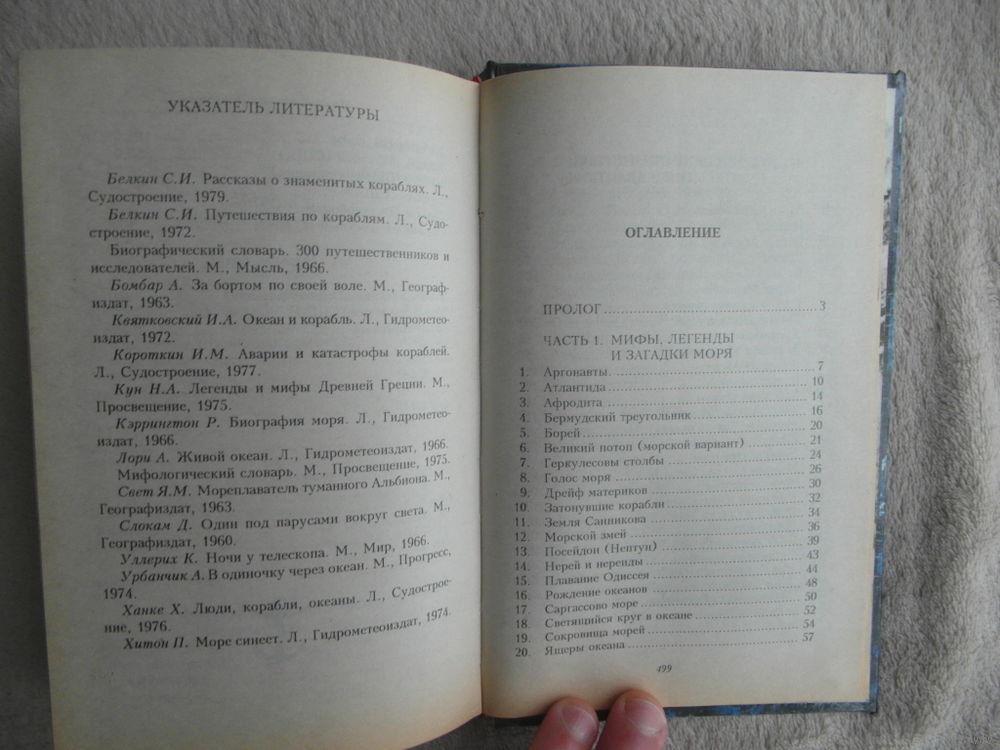 УКАЗАТЕЛЬ ЛИТЕРАТУРЫ
Белкин С.И. Рассказы о знаменитых кораблях. Л.,
Судостроение, 1979.
Белкин С.И. Путешествия по кораблям. Л., Судо-
строение, 1972.
Биографический словарь. 300 путешественников и
исследователей. М., Мысль, 1966.
Бомбар А. За бортом по своей воле. М., Географ-
издат, 1963.
Квятковский И.А. Океан и корабль. Л., Гидрометео-
издат, 1972.
Короткин И.М. Аварии и катастрофы кораблей.
Л., Судостроение, 1977.
Кун Н.А. Легенды и мифы Древней Греции. М.,
Просвещение, 1975.
Кэррингтон Р. Биография моря. Л., Гидрометео-
издат, 1966.
Лори А. Живой океан. Л., Гидрометеоиздат, 1966.
Мифологический словарь. М., Просвещение, 1975.
Свет Я.М. Мореплаватель туманного Альбиона. М.,
Географиздат, 1963.
Слокам Д. Один под парусами вокруг света. М.,
Географиздат, 1960.
Уллерих К. Ночи у телескопа. М., Мир, 1966.
Урбанчик А. В одиночку через океан. М., Прогресс,
1974.
Ханке Х. Люди, корабли, океаны. Л., Судострое-
ние, 1976.
Хитон П. Море синеет. Л., Гидрометеоиздат, 1974.
ОГЛАВЛЕНИЕ
ПРОЛОГ 3
ЧАСТЬ 1. МИФЫ, ЛЕГЕНДЫ
И ЗАГАДКИ МОРЯ
1. Аргонавты. 7
2. Атлантида 10
3. Афродита 14
4. Бермудский треугольник 16
5. Борей 20
6. Великий потоп (морской вариант) 21
7. Геркулесовы столбы 24
8. Голос моря 26
9. Дрейф материков 30
10. Затонувшие корабли 32
11. Земля Санникова 34
12. Морской змей 36
13. Посейдон (Нептун) 39
14. Нерей и нереиды 43
15. Плавание Одиссея 44
16. Рождение океанов 48
17. Саргассово море 50
18. Светящийся круг в океане 52
19. Сокровища морей 54
20. Ящеры океана 57
499